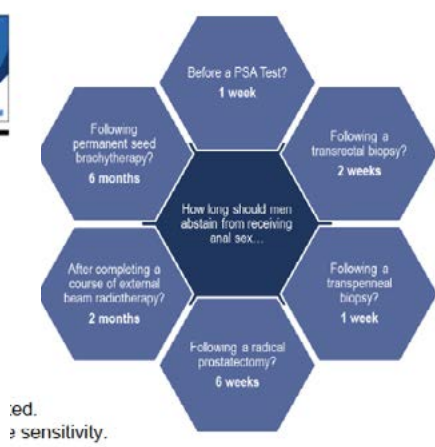 Before a PSA Test?
1 week
Following
permanent seed
brachytherapy?
6 months
Following a
transrectal biopsy?
2 weeks
How long should men
abstain from receiving
anal sex...
After completing a
course of external
beam radiotherapy?
2 months
Following a
transperineal
biopsy?
1 week
Following a radical
prostatectomy?
6 weeks
ted.
e sensitivity.